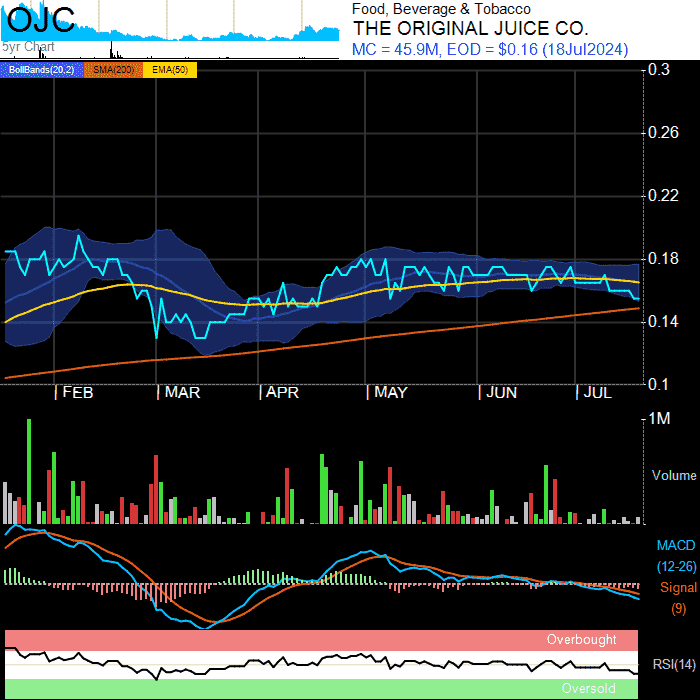 OJC
5yr Chart
Food, Beverage & Tobacco
THE ORIGINAL JUICE CO.
MC = 45.9M, EOD = $0.16 (18Jul2024)
BollBands(20,2) SMA(200) EMA(50)
0.3
0.26
0.22
0.18
0.14
0.1
FEB MAR APR MAY JUN JUL
1M
Volume
MACD
(12-26)
Signal
(9)
Overbought
RSI(14)
Oversold